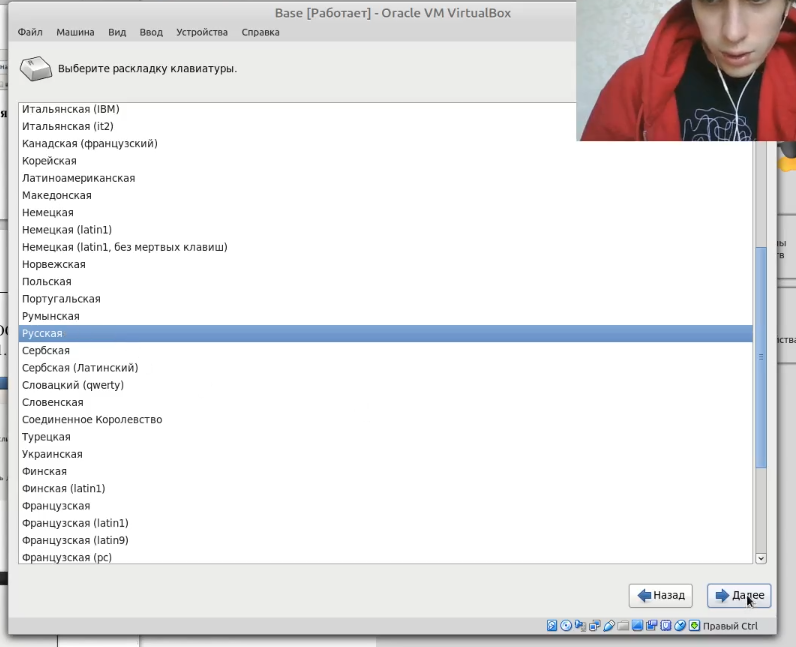 Base [Работает] - Oracle VM VirtualBox
Файл Машина Вид Ввод Устройства Справка
Выберите раскладку клавиатуры.
Итальянская (IBM)
Итальянская (it2)
Канадская (французский)
Корейская
Латиноамериканская
Македонская
Немецкая
Немецкая (latin1)
Немецкая (latin1, без мертвых клавиш)
Норвежская
Польская
Португальская
Румынская
Русская
Сербская
Сербская (Латинский)
Словацкий (qwerty)
Словенская
Соединенное Королевство
Турецкая
Украинская
Финская
Финская (latin1)
Французская
Французская (latin1)
Французская (latin9)
Французская (pc)
Назад Далее
Правый Ctrl